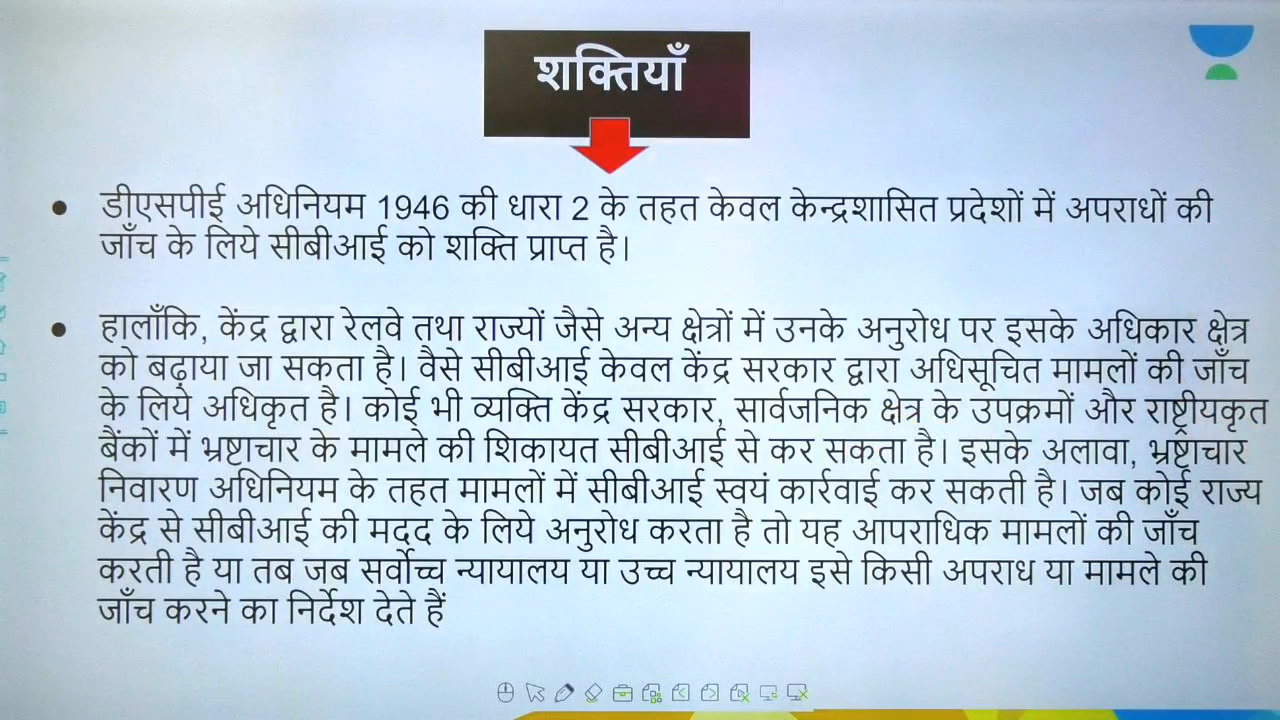 शक्तियाँ
• डीएसपीई अधिनियम 1946 की धारा 2 के तहत केवल केन्द्रशासित प्रदेशों में अपराधों की
जाँच के लिये सीबीआई को शक्ति प्राप्त है।
• हालाँकि, केंद्र द्वारा रेलवे तथा राज्यों जैसे अन्य क्षेत्रों में उनके अनुरोध पर इसके अधिकार क्षेत्र
को बढ़ाया जा सकता है। वैसे सीबीआई केवल केंद्र सरकार द्वारा अधिसूचित मामलों की जाँच
के लिये अधिकृत है। कोई भी व्यक्ति केंद्र सरकार, सार्वजनिक क्षेत्र के उपक्रमों और राष्ट्रीयकृत
बैंकों में भ्रष्टाचार के मामले की शिकायत सीबीआई से कर सकता है। इसके अलावा, भ्रष्टाचार
निवारण अधिनियम के तहत मामलों में सीबीआई स्वयं कार्रवाई कर सकती है। जब कोई राज्य
केंद्र से सीबीआई की मदद के लिये अनुरोध करता है तो यह आपराधिक मामलों की जाँच
करती है या तब जब सर्वोच्च न्यायालय या उच्च न्यायालय इसे किसी अपराध या मामले की
जाँच करने का निर्देश देते हैं